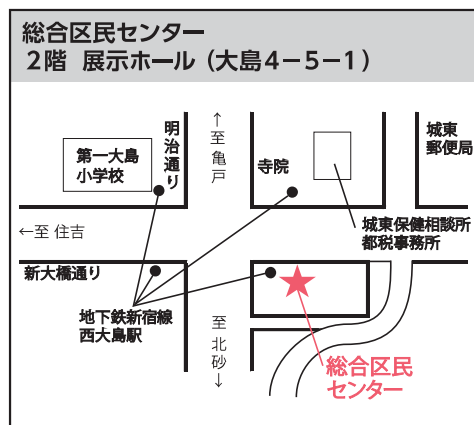 総合区民センター
2階 展示ホール(大島4-5-1)
第一大島
小学校
明治通り
↑至 亀戸
寺院
城東
郵便局
←至 住吉
城東保健相談所
都税事務所
新大橋通り
地下鉄新宿線
西大島駅
至 北砂↓
総合区民
センター